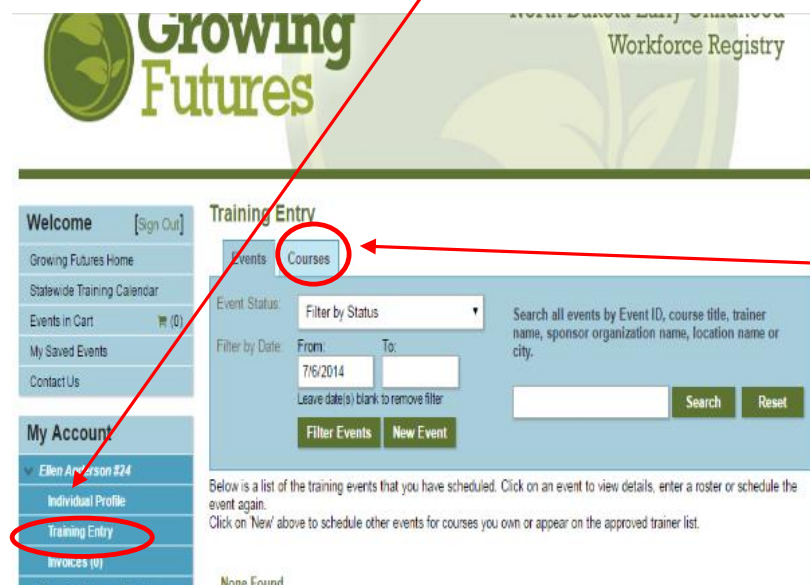 Growing
Futures
North Dakota Early Childhood
Workforce Registry
Welcome [Sign Out]
Growing Futures Home
Statewide Training Calendar
Events in Cart (0)
My Saved Events
Contact Us
My Account
Ellen Anderson #24
Individual Profile
Training Entry
Invoices (0)
Training Entry
Events Courses
Event Status: Filter by Status
Filter by Date: From: To:
7/6/2014
Leave date(s) blank to remove filter
Filter Events New Event
Search all events by Event ID, course title, trainer
name, sponsor organization name, location name or
city.
Search Reset
Below is a list of the training events that you have scheduled. Click on an event to view details, enter a roster or schedule the
event again.
Click on 'New' above to schedule other events for courses you own or appear on the approved trainer list.
None Found